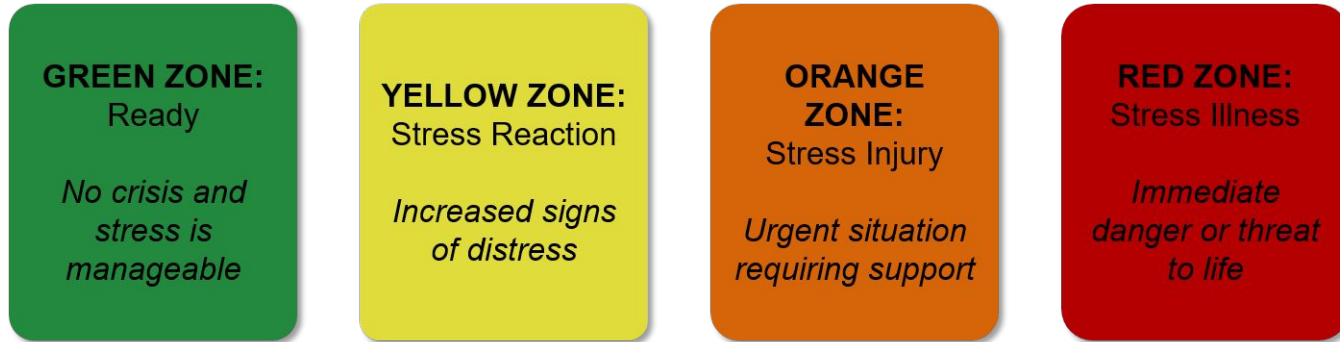 GREEN ZONE:
Ready
No crisis and
stress is
manageable
YELLOW ZONE:
Stress Reaction
Increased signs
of distress
ORANGE
ZONE:
Stress Injury
Urgent situation
requiring support
RED ZONE:
Stress Illness
Immediate
danger or threat
to life